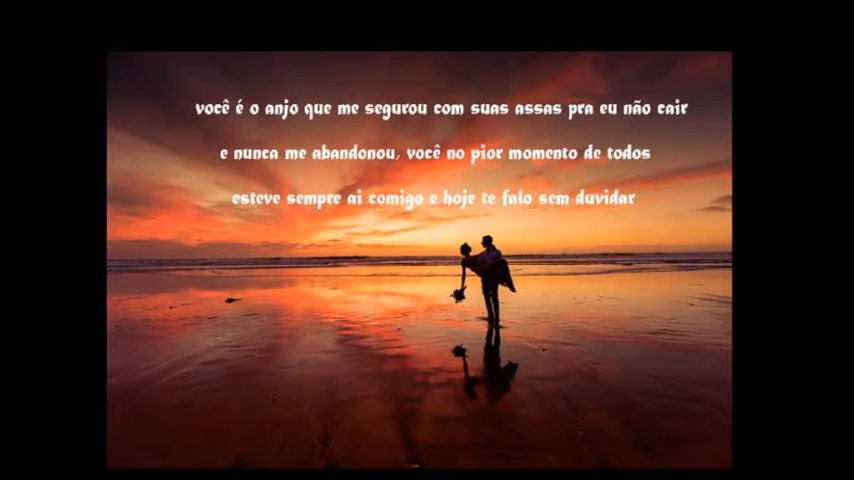 você é o anjo que me segurou com suas assas pra eu não cair
e nunca me abandonou, você no pior momento de todos
esteve sempre ai comigo e hoje te falo sem duvidar